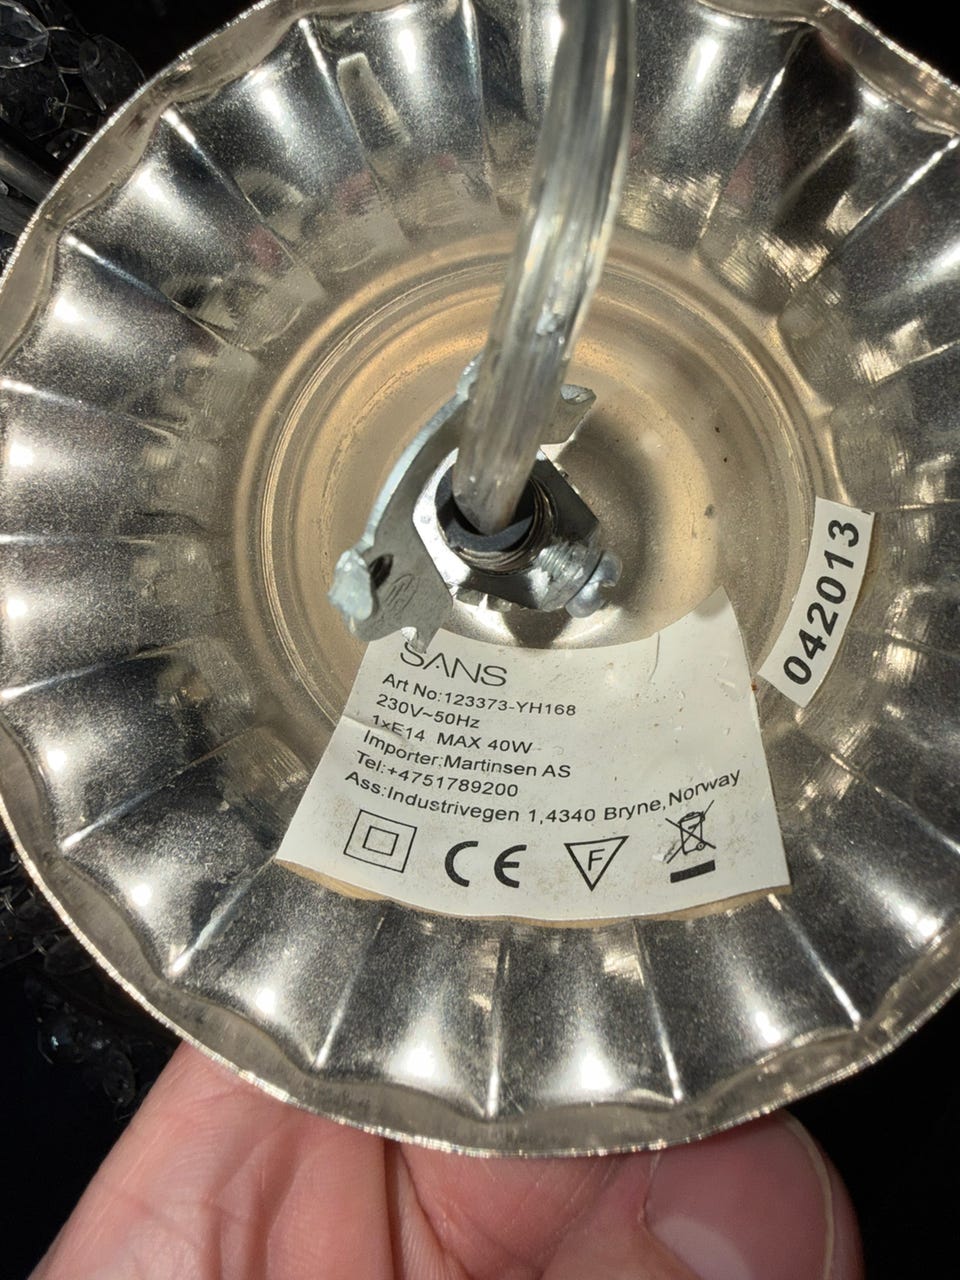 SANS
Art No:123373-YH168
230V~50Hz
1xE14 MAX 40W
Importer:Martinsen AS
Tel:+4751789200
Ass:Industrivegen 1,4340 Bryne,Norway
CE
F
042013